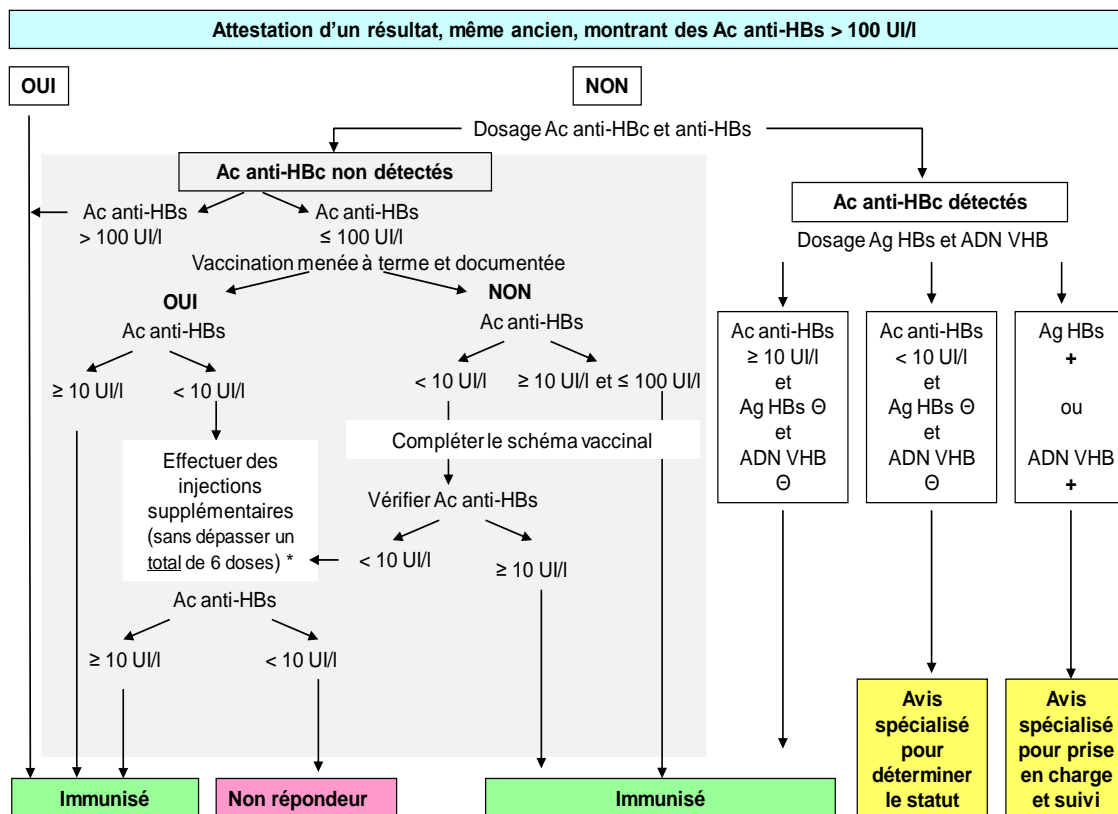 Attestation d'un résultat, même ancien, montrant des Ac anti-HBs > 100 UI/l
OUI
NON
Dosage Ac anti-HBc et anti-HBs
Ac anti-HBc non détectés
Ac anti-HBs
> 100 UI/l
Ac anti-HBs
≤ 100 UI/l
Vaccination menée à terme et documentée
OUI
Ac anti-HBs
NON
Ac anti-HBs
≥ 10 UI/l
< 10 UI/l
< 10 UI/l
≥ 10 UI/l et ≤ 100 UI/l
Effectuer des
injections
supplémentaires
(sans dépasser un
total de 6 doses) *
Compléter le schéma vaccinal
Vérifier Ac anti-HBs
< 10 UI/l
≥ 10 UI/l
Ac anti-HBs
≥ 10 UI/l
< 10 UI/l
Ac anti-HBc détectés
Dosage Ag HBs et ADN VHB
Ac anti-HBs
≥ 10 UI/l
et
Ag HBs Θ
et
ADN VHB
Θ
Ac anti-HBs
< 10 UI/l
et
Ag HBs Θ
et
ADN VHB
Θ
Ag HBs
+
ou
ADN VHB
+
Immunisé
Non répondeur
Immunisé
Avis
spécialisé
pour
déterminer
le statut
Avis
spécialisé
pour prise
en charge
et suivi